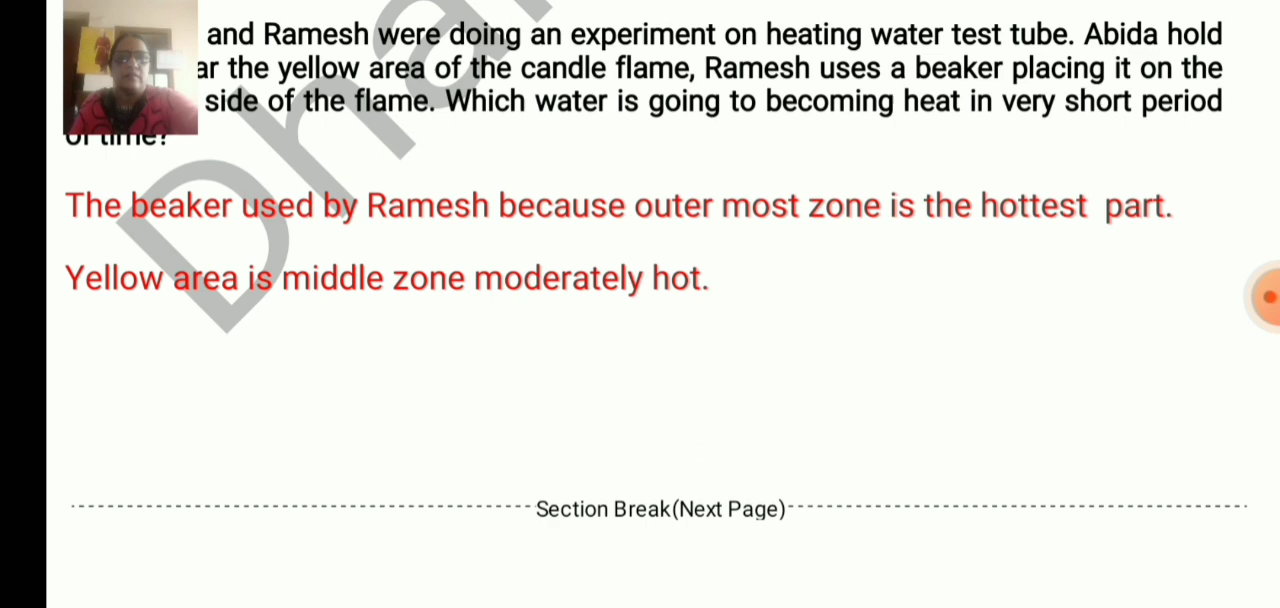 and Ramesh were doing an experiment on heating water test tube. Abida hold
ar the yellow area of the candle flame, Ramesh uses a beaker placing it on the
side of the flame. Which water is going to becoming heat in very short period
of time?
The beaker used by Ramesh because outer most zone is the hottest part.
Yellow area is middle zone moderately hot.
Section Break(Next Page)
Dha